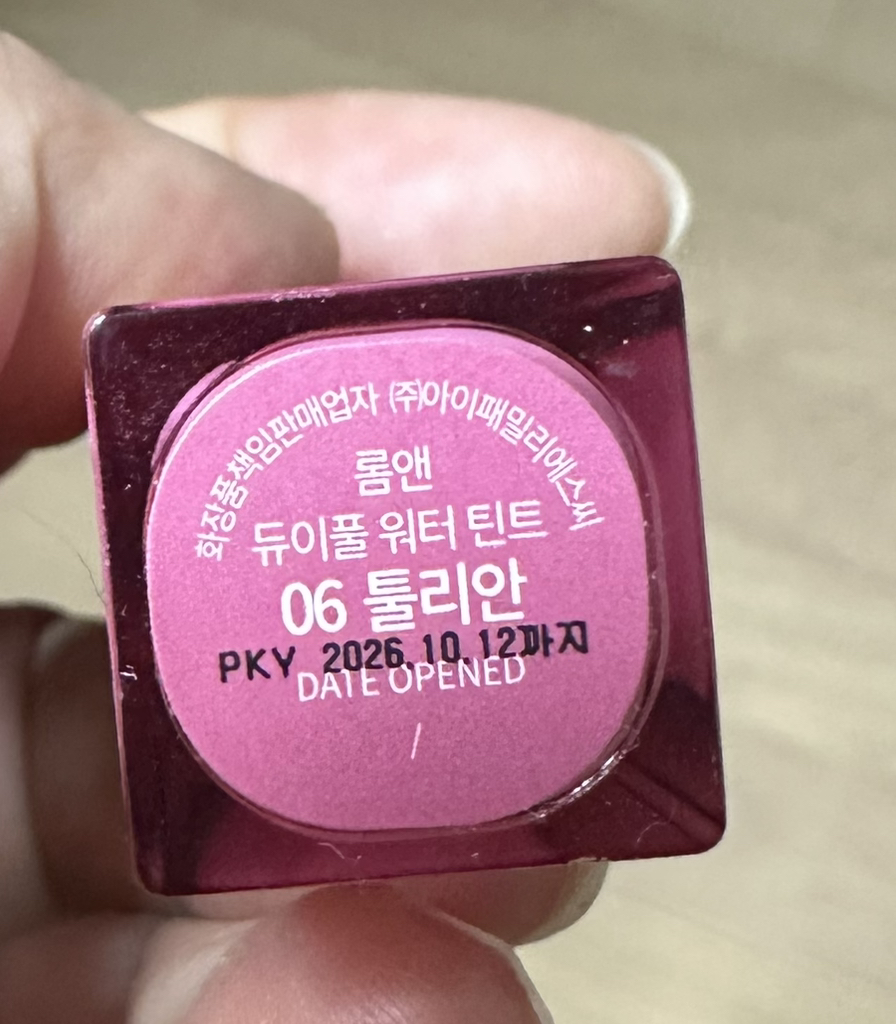 화장품책임판매업자 ㈜아이패밀리에스씨
롬앤
듀이풀 워터 틴트
06 튤리안
PKY 2026.10.12까지
DATE OPENED
/